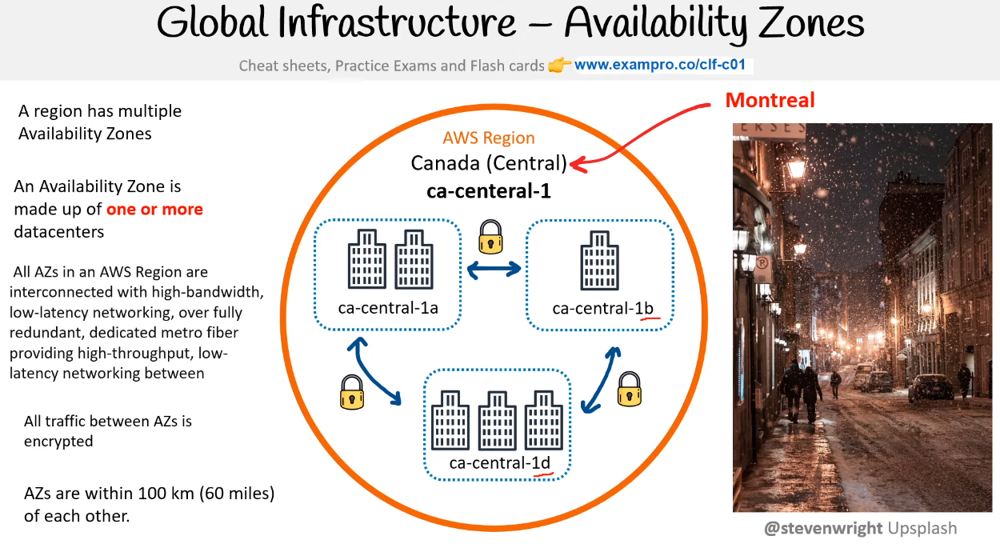 Global Infrastructure – Availability Zones
Cheat sheets, Practice Exams and Flash cards 👉 www.exampro.co/clf-c01
A region has multiple
Availability Zones
An Availability Zone is
made up of one or more
datacenters
All AZs in an AWS Region are
interconnected with high-bandwidth,
low-latency networking, over fully
redundant, dedicated metro fiber
providing high-throughput, low-
latency networking between
All traffic between AZs is
encrypted
AZs are within 100 km (60 miles)
of each other.
AWS Region
Canada (Central)
ca-centeral-1
ca-central-1a
ca-central-1b
ca-central-1d
Montreal
ERSES
P
@stevenwright Upsplash